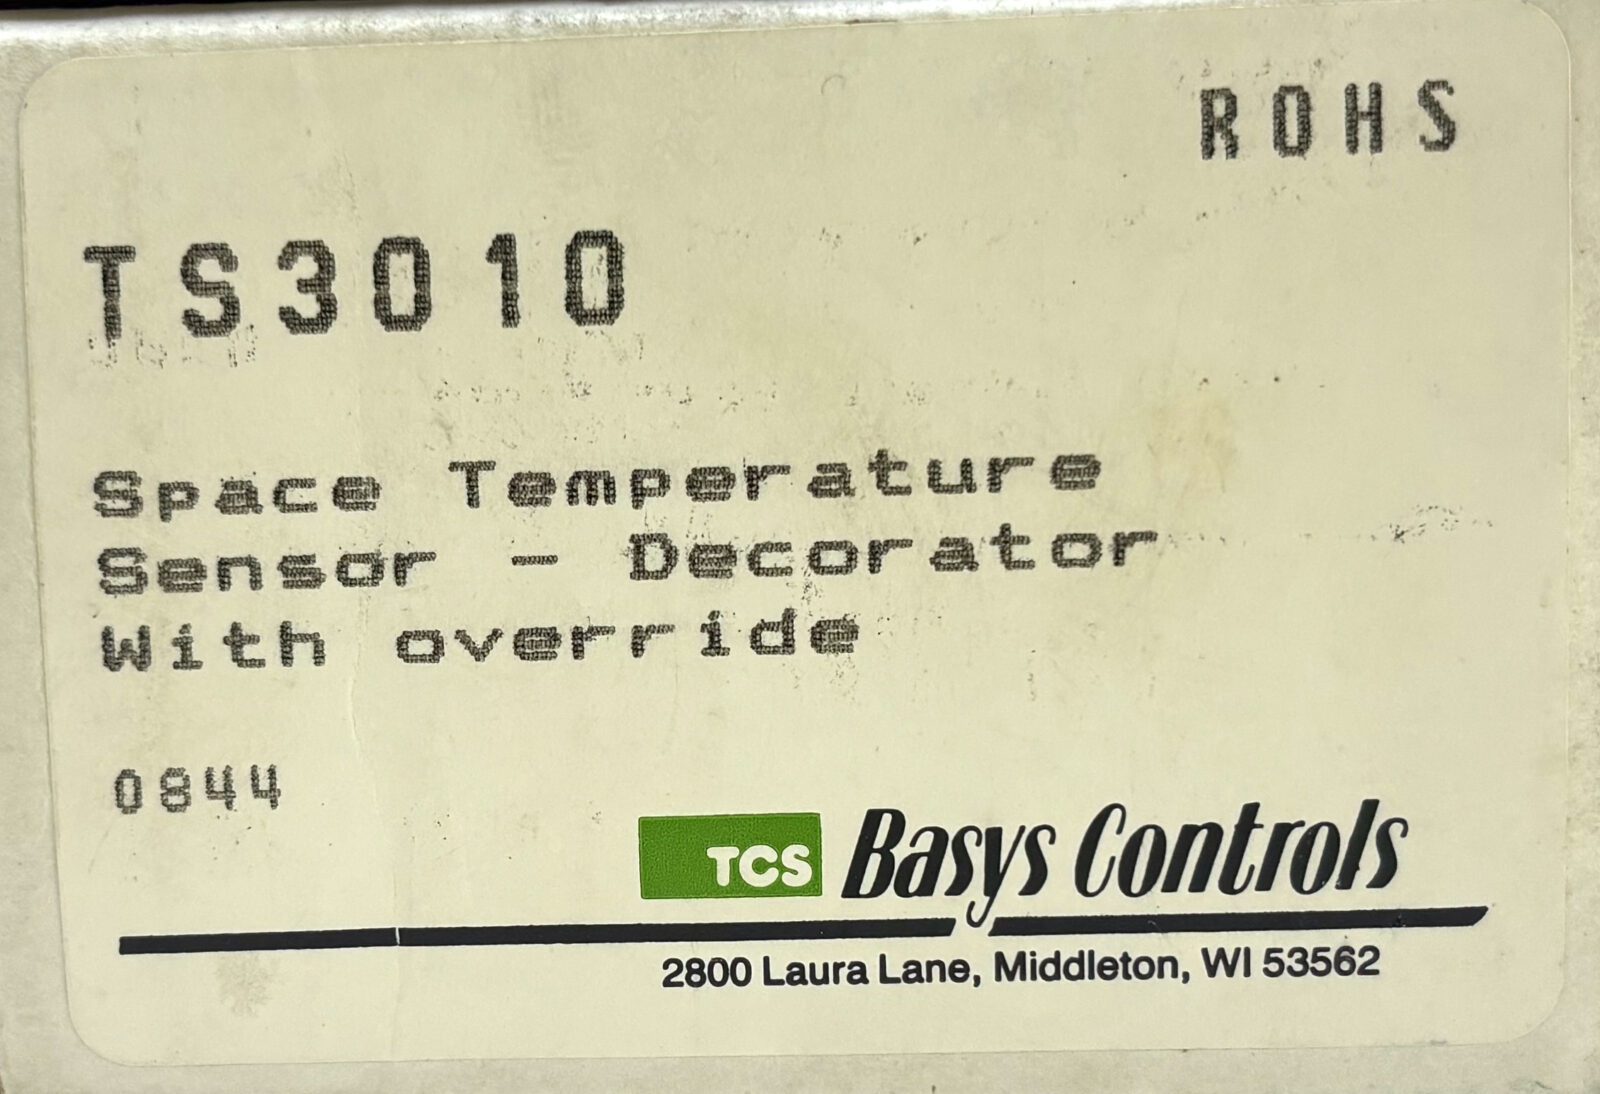 ROHS
TS3010
Space Temperature
Sensor - Decorator
With override
0844
TCS Basys Controls
2800 Laura Lane, Middleton, WI 53562